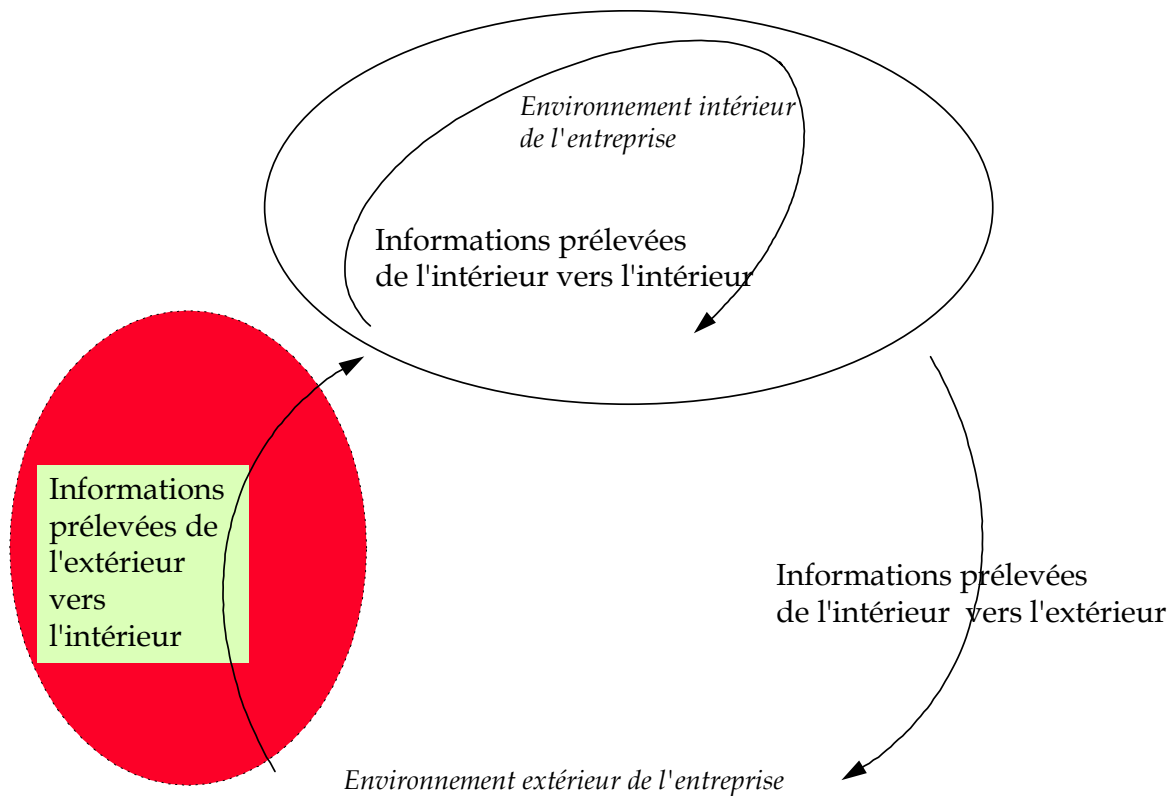 Environnement intérieur
de l'entreprise
Informations prélevées
de l'intérieur vers l'intérieur
Informations
prélevées de
l'extérieur
vers
l'intérieur
Informations prélevées
de l'intérieur  vers l'extérieur
Environnement extérieur de l'entreprise